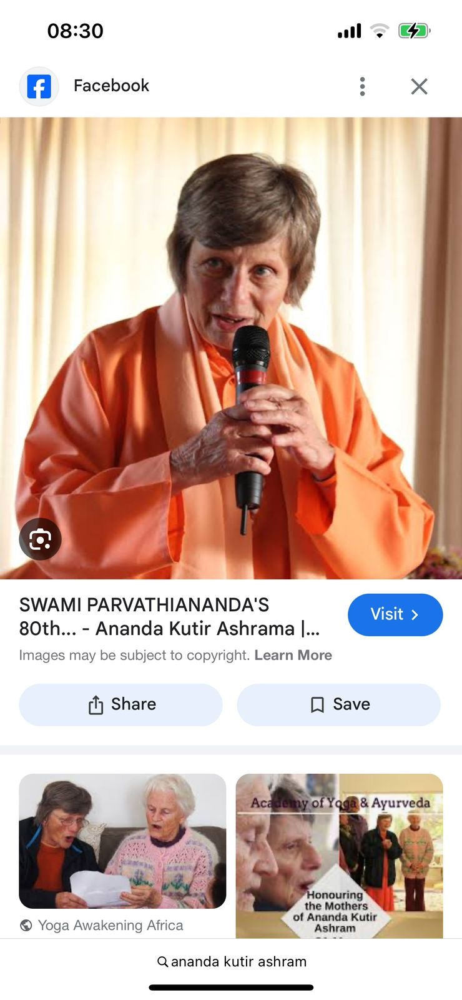 08:30
Facebook
SWAMI PARVATHIANANDA'S
80th... - Ananda Kutir Ashrama |...
Visit
Images may be subject to copyright. Learn More
Share
Save
Academy of Yoga & Ayurveda
Honouring
the Mothers
of Ananda Kutir
Ashram
Yoga Awakening Africa
ananda kutir ashram